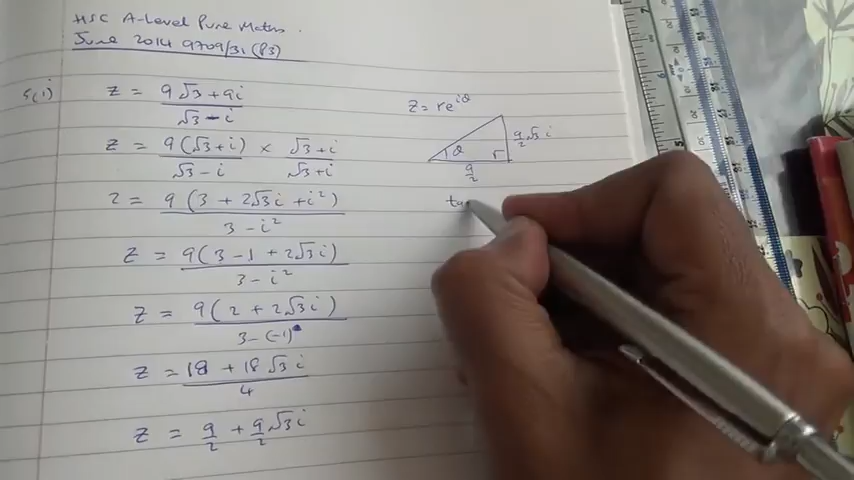 HSC A-Level Pure Maths.
June 2014 9709/31 (P3)
5(i) z = 9√3+9i / √3-i
z = 9(√3+i) / √3-i × √3+i / √3+i
z = 9(3+2√3i+i²) / 3-i²
z = 9(3-1+2√3i) / 3-i²
z = 9(2+2√3i) / 3-(-1)
z = 18+18√3i / 4
z = 9/2 + 9/2√3i
z = re^iθ
θ
r
9/2√3i
9/2
ta